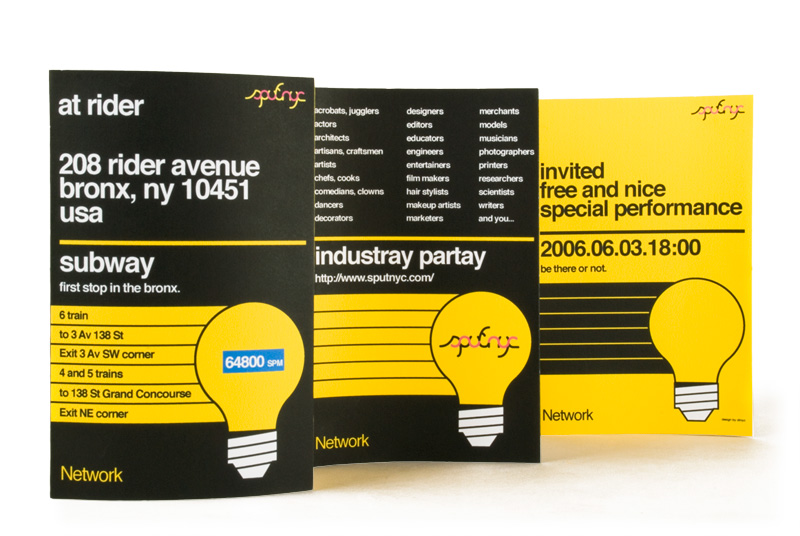 sputnyc
at rider
208 rider avenue
bronx, ny 10451
usa
subway
first stop in the bronx.
6 train
to 3 Av 138 St
Exit 3 Av SW corner
4 and 5 trains
to 138 St Grand Concourse
Exit NE corner
64800 SPM
Network
acrobats, jugglers
actors
architects
artisans, craftsmen
artists
chefs, cooks
comedians, clowns
dancers
decorators
designers
editors
educators
engineers
entertainers
film makers
hair stylists
makeup artists
marketers
merchants
models
musicians
photographers
printers
researchers
scientists
writers
and you...
industray partay
http://www.sputnyc.com/
sputnyc
Network
sputnyc
invited
free and nice
special performance
2006.06.03.18:00
be there or not.
Network
design by